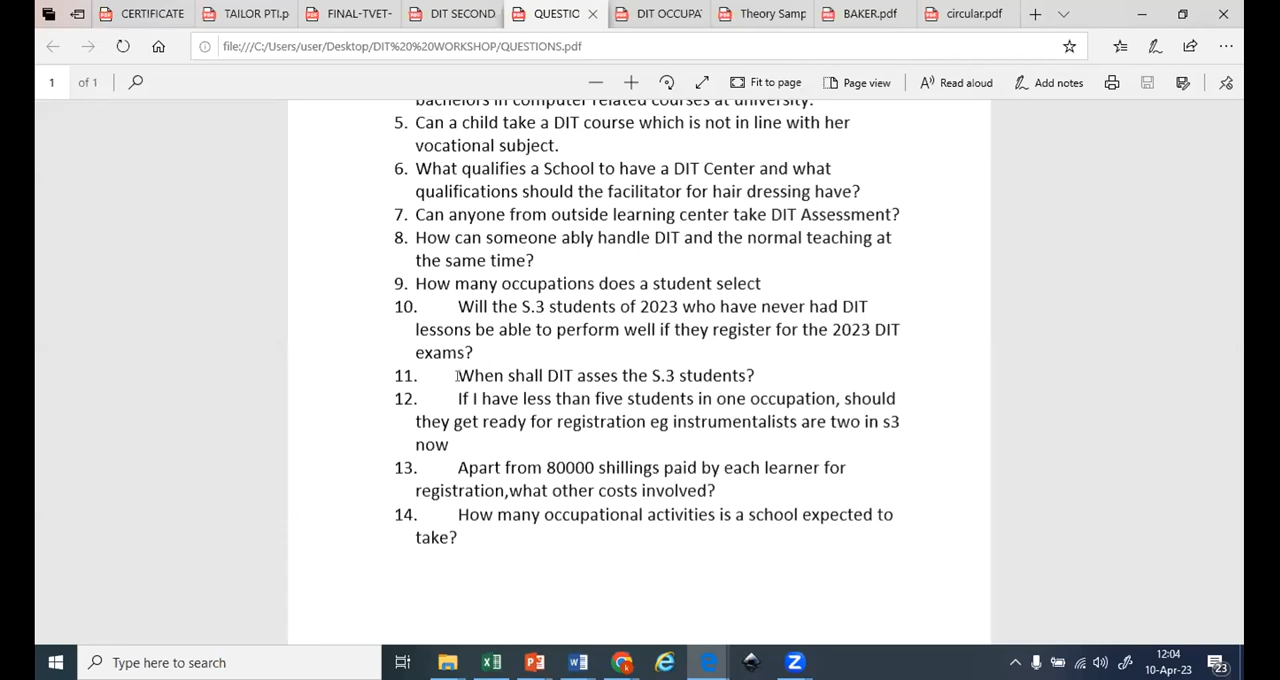 CERTIFICATE
TAILOR PTI.p
FINAL-TVET-
DIT SECOND
QUESTIO
DIT OCCUPA
Theory Samp
BAKER.pdf
circular.pdf
file:///C:/Users/user/Desktop/DIT%20%20WORKSHOP/QUESTIONS.pdf
1 of 1
Fit to page
Page view
Read aloud
Add notes
bachelors in computer related courses at university.
5. Can a child take a DIT course which is not in line with her
vocational subject.
6. What qualifies a School to have a DIT Center and what
qualifications should the facilitator for hair dressing have?
7. Can anyone from outside learning center take DIT Assessment?
8. How can someone ably handle DIT and the normal teaching at
the same time?
9. How many occupations does a student select
10. Will the S.3 students of 2023 who have never had DIT
lessons be able to perform well if they register for the 2023 DIT
exams?
11. When shall DIT asses the S.3 students?
12. If I have less than five students in one occupation, should
they get ready for registration eg instrumentalists are two in s3
now
13. Apart from 80000 shillings paid by each learner for
registration,what other costs involved?
14. How many occupational activities is a school expected to
take?
Type here to search
12:04
10-Apr-23
23